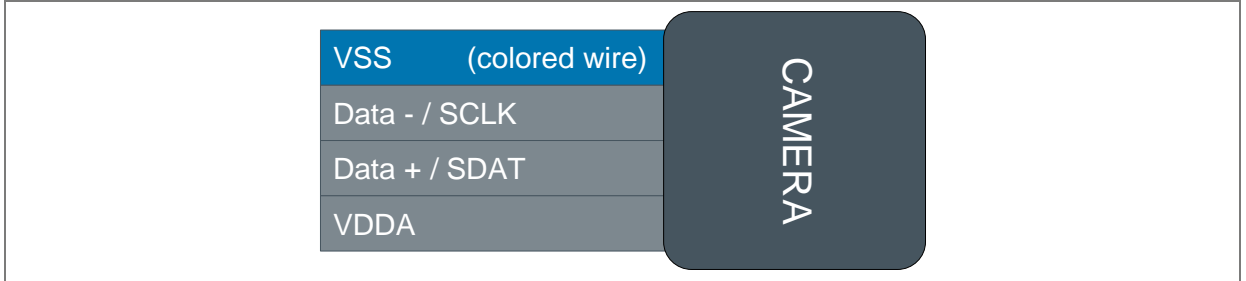 VSS (colored wire)
Data - / SCLK
Data + / SDAT
VDDA
CAMERA